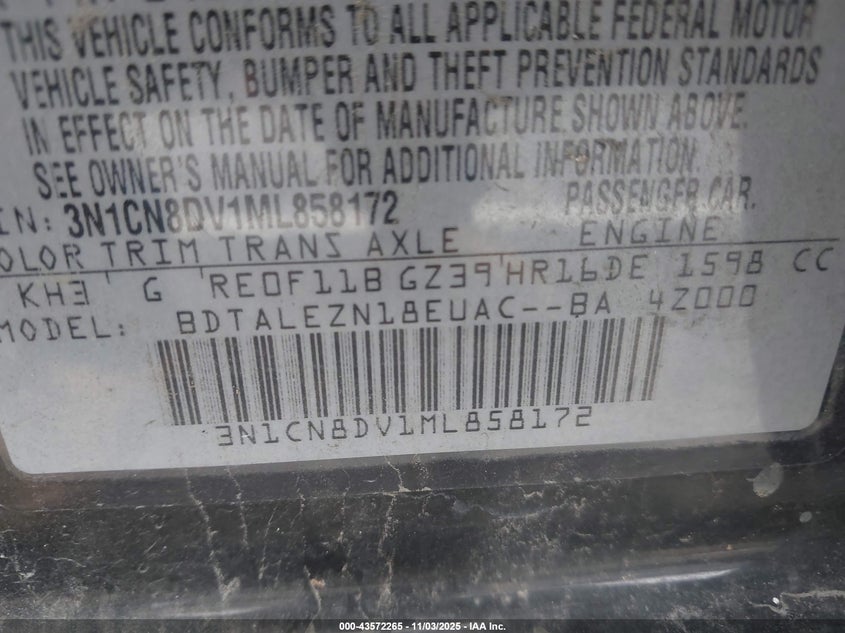 THIS VEHICLE CONFORMS TO ALL APPLICABLE FEDERAL MOTOR
VEHICLE SAFETY, BUMPER AND THEFT PREVENTION STANDARDS
IN EFFECT ON THE DATE OF MANUFACTURE SHOWN ABOVE.
SEE OWNER'S MANUAL FOR ADDITIONAL INFORMATION.
IN: 3N1CN8DV1ML858172 PASSENGER CAR
OLOR TRIM TRANS AXLE ENGINE
KH3 G RE0F11B GZ39 HR16DE 1598 CC
MODEL: BDTALEZN18EUAC--BA 4Z000
3N1CN8DV1ML858172
000-43572265 - 11/03/2025 - IAA Inc.